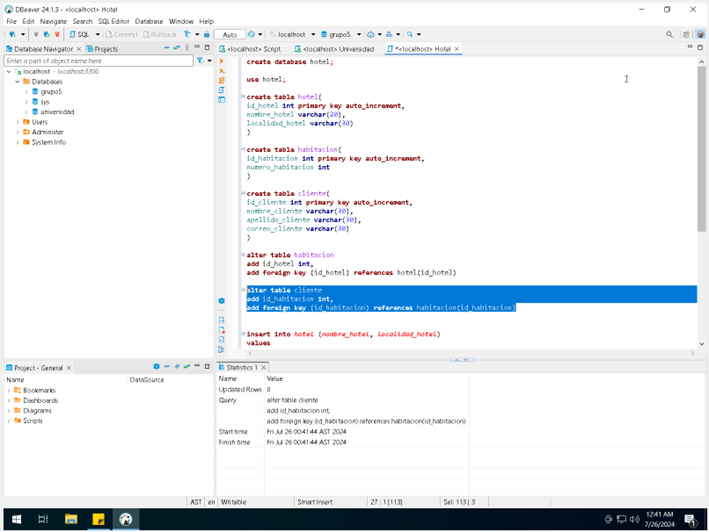 DBeaver 24.1.3 - <localhost> Hotel
File Edit Navigate Search SQL Editor Database Window Help
SQL Commit Rollback Auto localhost grupo5
Database Navigator Projects
<localhost> Script <localhost> Universidad *<localhost> Hotel
Enter a part of object name here
localhost - localhost:3306
Databases
grupo5
sys
universidad
Users
Administer
System Info
create database hotel;
use hotel;
create table hotel(
id_hotel int primary key auto_increment,
nombre_hotel varchar(20),
localidad_hotel varchar(30)
)
create table habitacion(
id_habitacion int primary key auto_increment,
numero_habitacion int
)
create table cliente(
id_cliente int primary key auto_increment,
nombre_cliente varchar(30),
apellido_cliente varchar(30),
correo_cliente varchar(30)
)
alter table habitacion
add id_hotel int,
add foreign key (id_hotel) references hotel(id_hotel)
alter table cliente
add id_habitacion int,
add foreign key (id_habitacion) references habitacion(id_habitacion)
insert into hotel (nombre_hotel, localidad_hotel)
values
Project - General
Name DataSource
Bookmarks
Dashboards
Diagrams
Scripts
Statistics 1
Name Value
Updated Rows 0
Query alter table cliente
add id_habitacion int,
add foreign key (id_habitacion) references habitacion(id_habitacion)
Start time Fri Jul 26 00:41:44 AST 2024
Finish time Fri Jul 26 00:41:44 AST 2024
AST en Writable Smart Insert 27 : 1 [113] Sel: 113 | 3
12:41 AM
7/26/2024